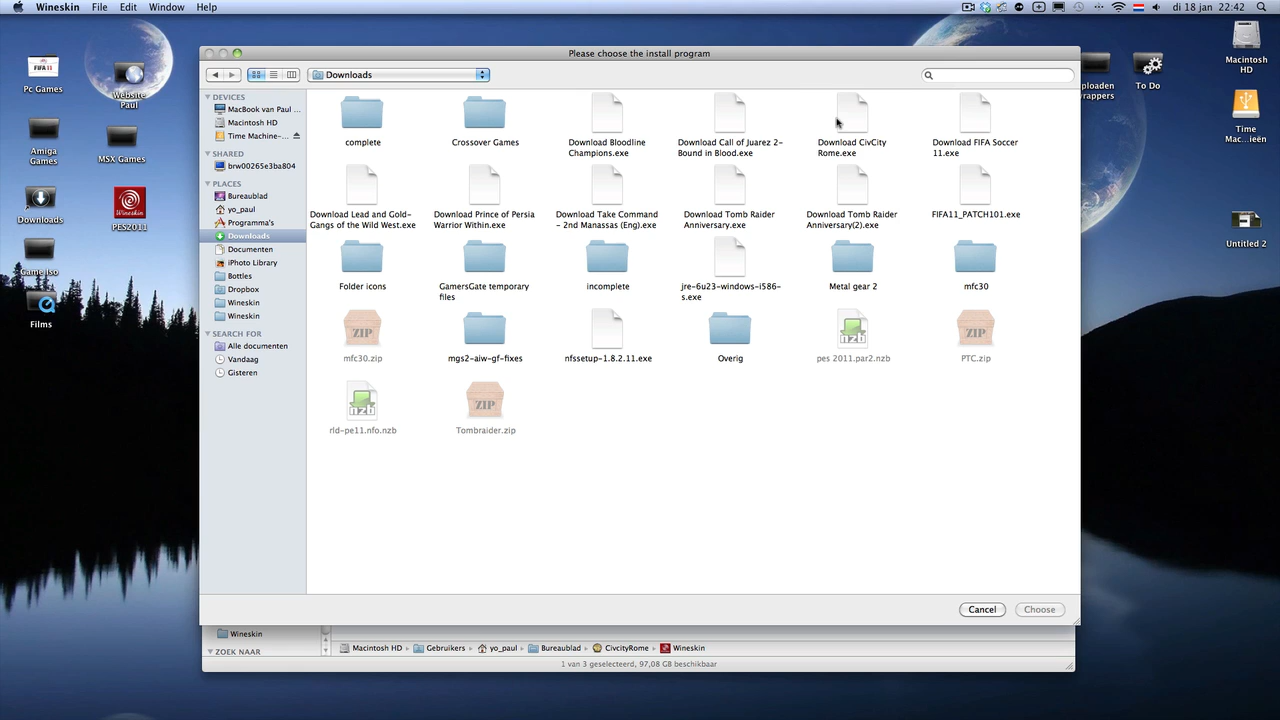 Wineskin File Edit Window Help
di 18 jan 22:42
Please choose the install program
Downloads
DEVICES
MacBook van Paul ...
Macintosh HD
Time Machine-...
SHARED
brw00265e3ba804
PLACES
Bureaublad
yo_paul
Programma's
Downloads
Documenten
iPhoto Library
Bottles
Dropbox
Wineskin
Wineskin
SEARCH FOR
Alle documenten
Vandaag
Gisteren
complete
Crossover Games
Download Bloodline
Champions.exe
Download Call of Juarez 2-
Bound in Blood.exe
Download CivCity
Rome.exe
Download FIFA Soccer
11.exe
Download Lead and Gold-
Gangs of the Wild West.exe
Download Prince of Persia
Warrior Within.exe
Download Take Command
- 2nd Manassas (Eng).exe
Download Tomb Raider
Anniversary.exe
Download Tomb Raider
Anniversary(2).exe
FIFA11_PATCH101.exe
Folder icons
GamersGate temporary
files
incomplete
jre-6u23-windows-i586-
s.exe
Metal gear 2
mfc30
ZIP
mfc30.zip
mgs2-aiw-gf-fixes
nfssetup-1.8.2.11.exe
Overig
nzb
pes 2011.par2.nzb
ZIP
PTC.zip
nzb
rld-pe11.nfo.nzb
ZIP
Tombraider.zip
Cancel
Choose
Wineskin
ZOEK NAAR
Macintosh HD
Gebruikers
yo_paul
Bureaublad
CivcityRome
Wineskin
1 van 3 geselecteerd, 97,08 GB beschikbaar
FIFA 11
Pc Games
Website
Paul
Amiga
Games
MSX Games
Downloads
Wineskin
PES2011
Game Iso
Films
ploaden
wrappers
To Do
Macintosh
HD
Time
Mac...ieën
Untitled 2